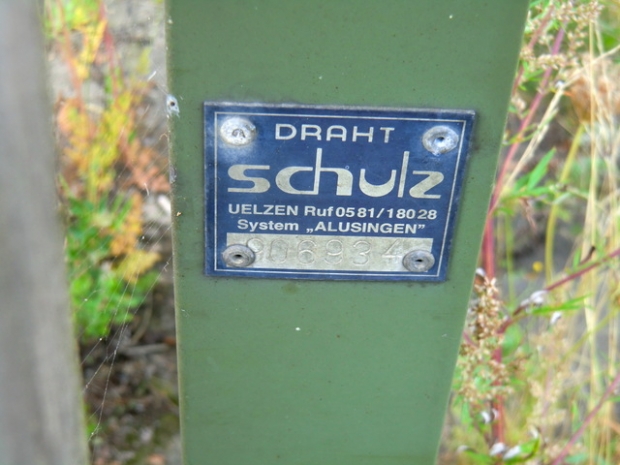 DRAHT
schulz
UELZEN Ruf 0581/18028
System „ALUSINGEN"